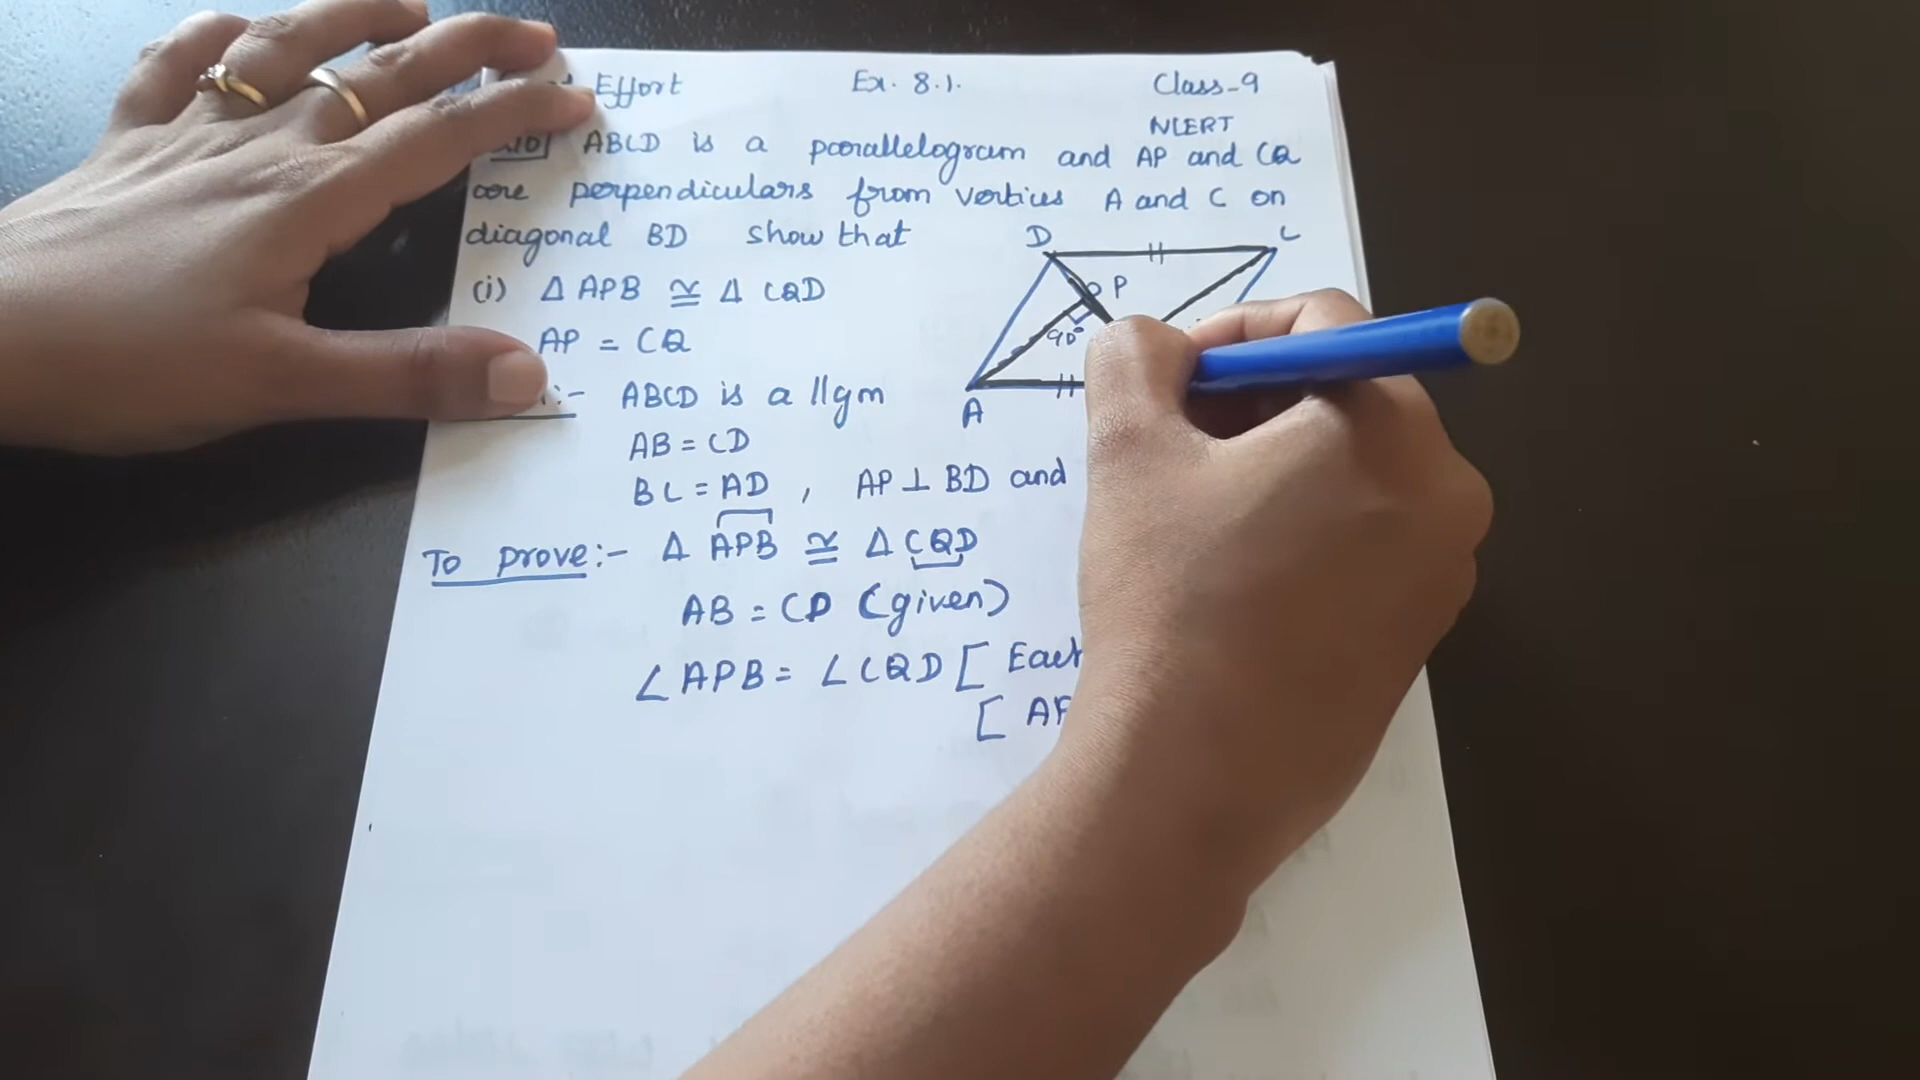 Effort Ex. 8.1. Class-9
NCERT
ABCD is a parallelogram and AP and CQ
are perpendiculars from vertices A and C on
diagonal BD show that
(i) Δ APB ≅ Δ CQD
AP = CQ
:- ABCD is a ||gm
AB = CD
BC = AD , AP ⊥ BD and
To prove:- Δ APB ≅ Δ CQD
AB = CD (given)
∠APB = ∠CQD [ Each
[
D C
P
90°
A